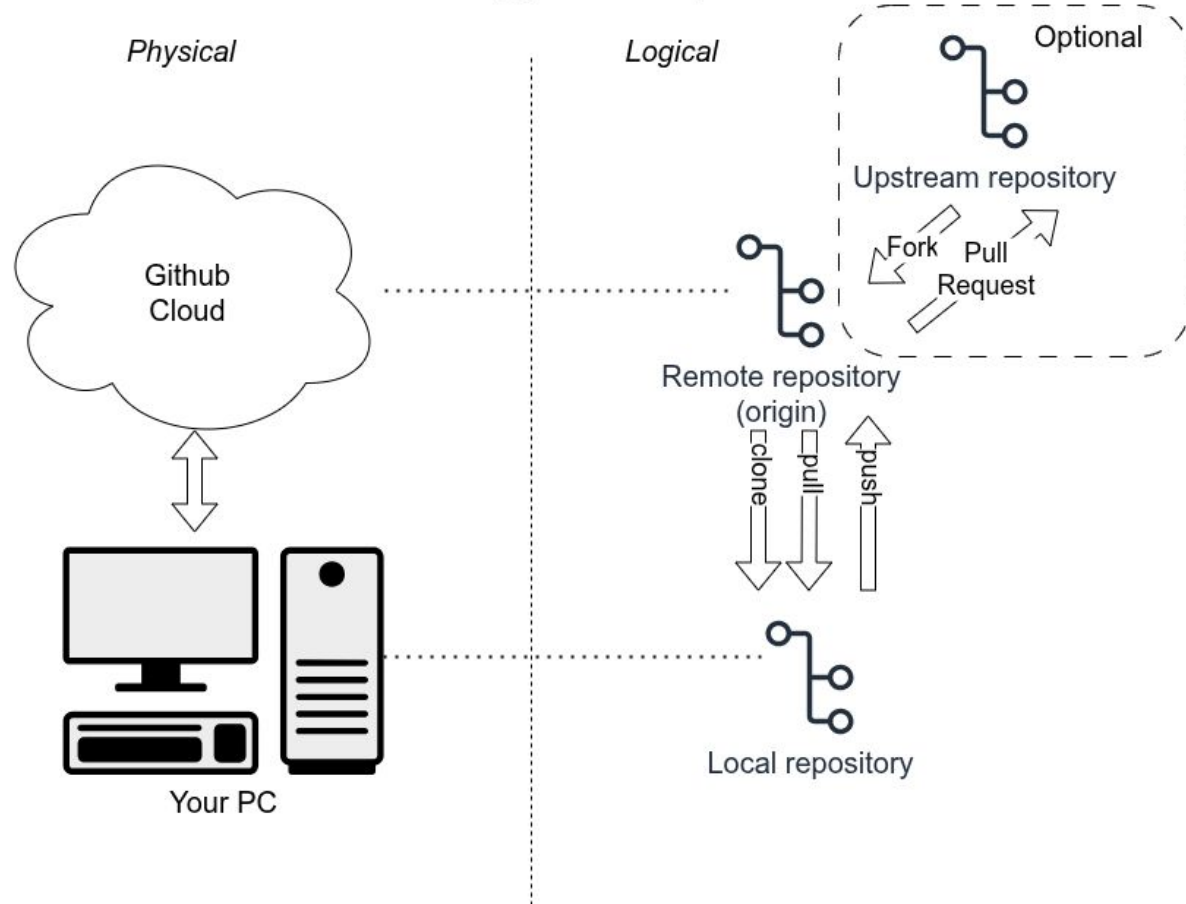 Physical
Logical
Optional
Upstream repository
Fork
Pull
Request
Github
Cloud
Remote repository
(origin)
clone
pull
push
Local repository
Your PC